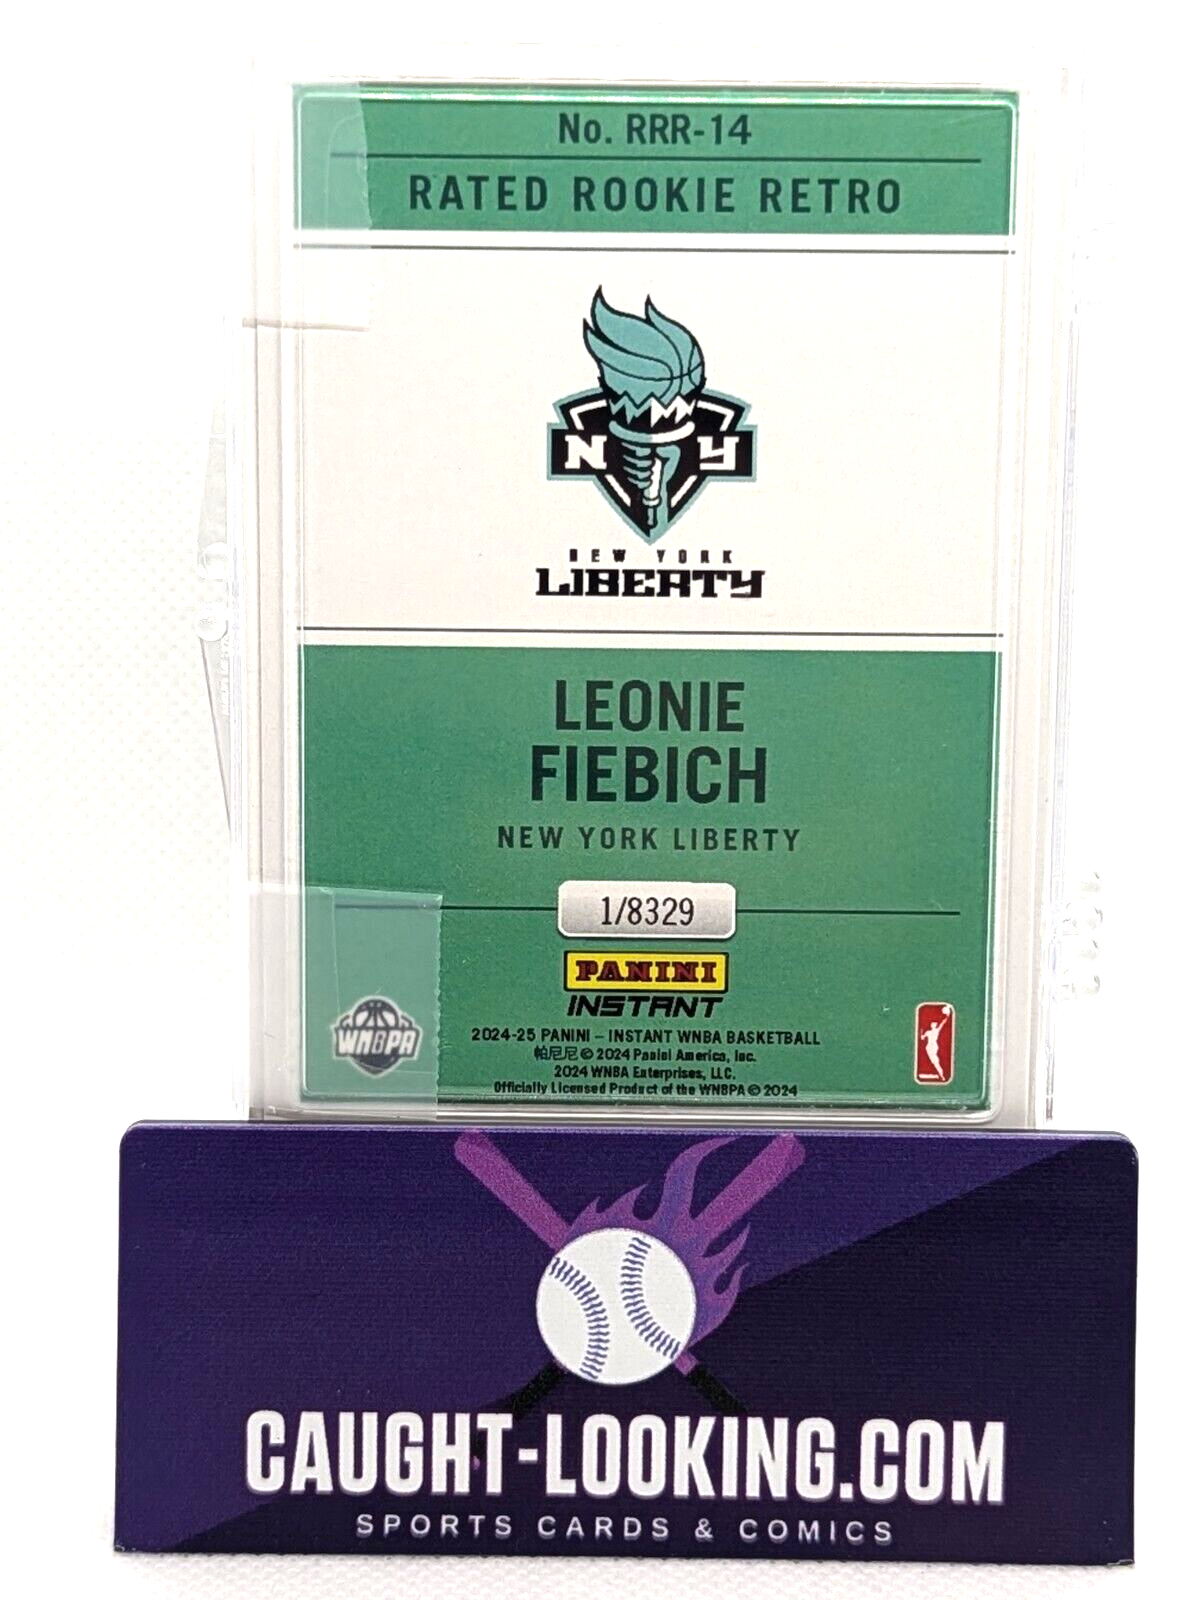 No. RRR-14
RATED ROOKIE RETRO
N Y
NEW YORK
LIBERTY
LEONIE
FIEBICH
NEW YORK LIBERTY
1/8329
PANINI
INSTANT
WNBPA
2024-25 PANINI – INSTANT WNBA BASKETBALL
帕尼尼 © 2024 Panini America, Inc.
2024 WNBA Enterprises, LLC.
Officially Licensed Product of the WNBPA © 2024
CAUGHT-LOOKING.COM
SPORTS CARDS & COMICS